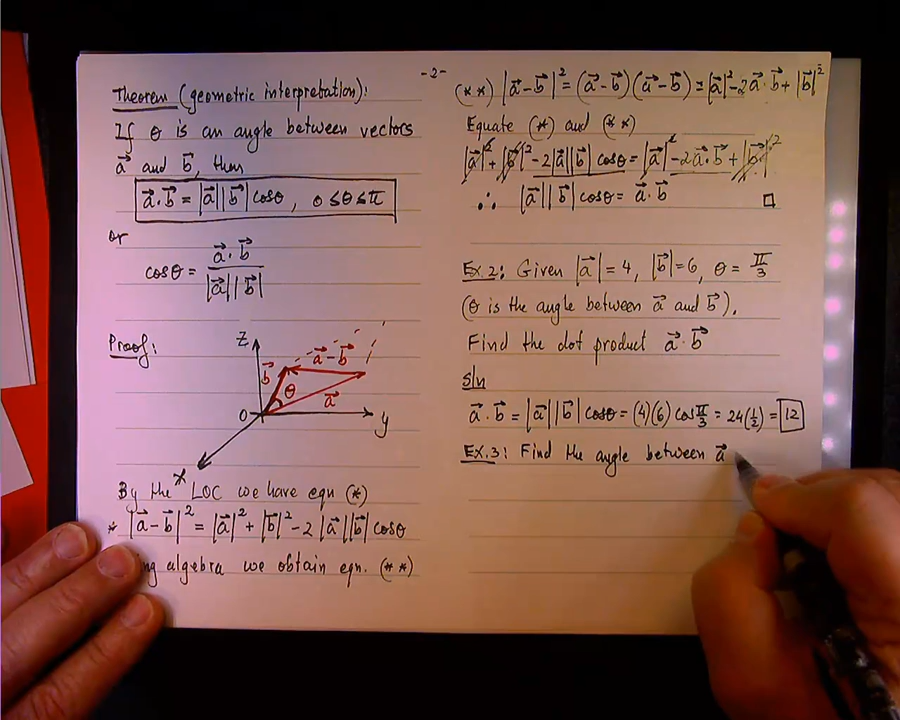 -2-
Theorem (geometric interpretation):
If θ is an angle between vectors
a⃗ and b⃗, then
a⃗·b⃗ = |a⃗||b⃗| cosθ, 0≤θ≤π
or
cosθ = a⃗·b⃗ / |a⃗||b⃗|
Proof:
z
a⃗-b⃗
b⃗
θ
a⃗
0
y
x
By the LOC we have eqn (*)
* |a⃗-b⃗|² = |a⃗|²+|b⃗|²-2|a⃗||b⃗| cosθ
algebra we obtain eqn. (**)
(**) |a⃗-b⃗|² = (a⃗-b⃗)(a⃗-b⃗) = |a⃗|²-2a⃗·b⃗+|b⃗|²
Equate (*) and (**)
|a⃗|²+|b⃗|²-2|a⃗||b⃗| cosθ = |a⃗|²-2a⃗·b⃗+|b⃗|²
∴ |a⃗||b⃗| cosθ = a⃗·b⃗ □
Ex.2: Given |a⃗|=4, |b⃗|=6, θ = π/3
(θ is the angle between a⃗ and b⃗).
Find the dot product a⃗·b⃗
sln
a⃗·b⃗ = |a⃗||b⃗| cosθ = (4)(6) cos π/3 = 24(1/2) = 12
Ex.3: Find the angle between a⃗